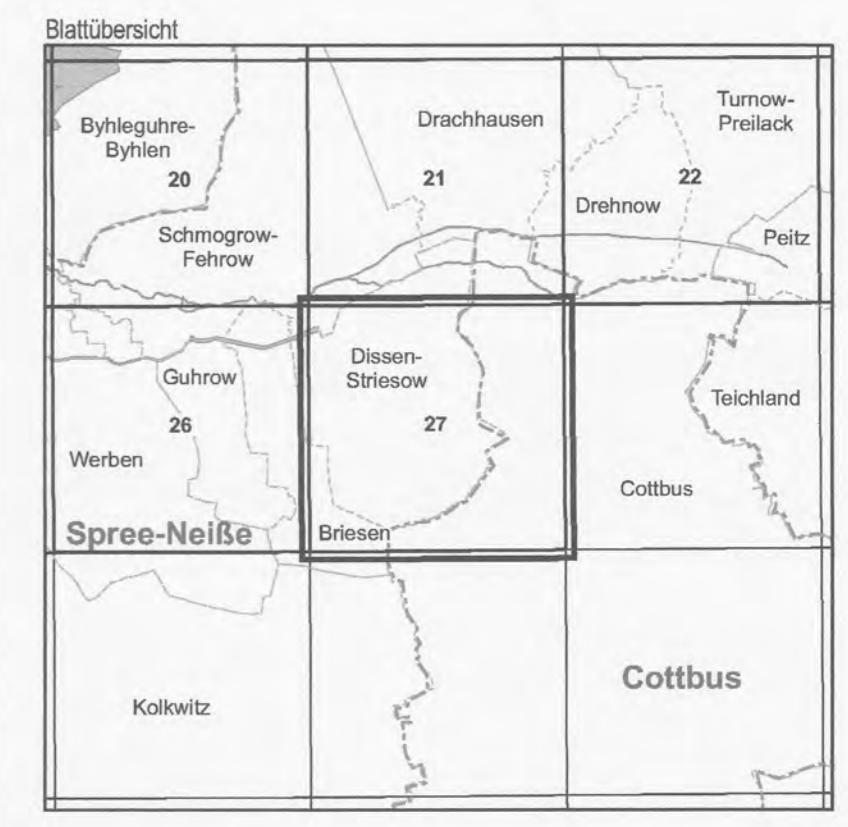 Blattübersicht
Byhleguhre-
Byhlen
20
Schmogrow-
Fehrow
Drachhausen
21
Turnow-
Preilack
22
Drehnow
Peitz
Guhrow
26
Werben
Spree-Neiße
Dissen-
Striesow
27
Briesen
Teichland
Cottbus
Kolkwitz
Cottbus